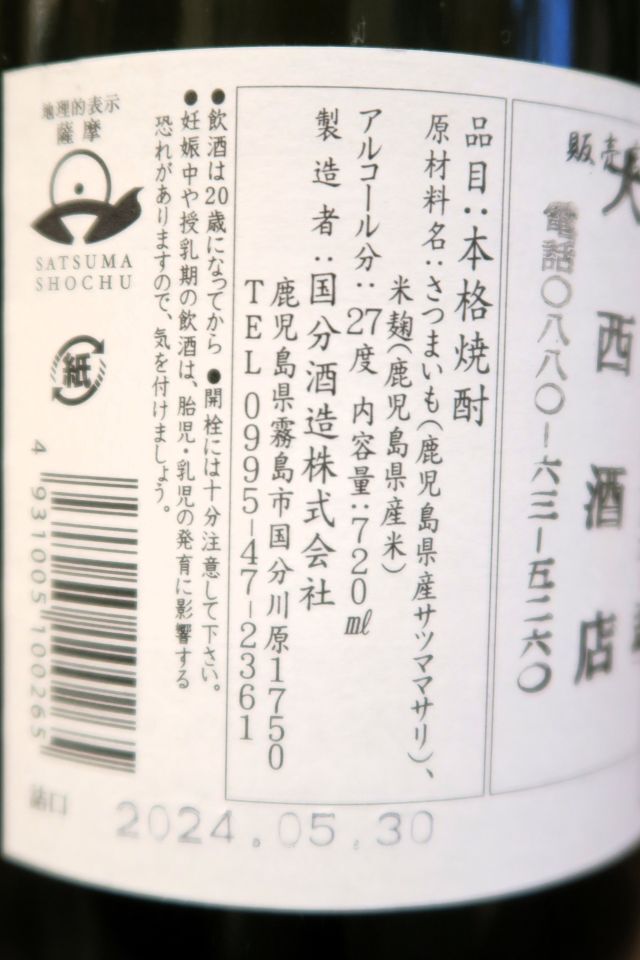 販売
大西酒店
電話〇八八〇ー六三ー五二六〇
品目：本格焼酎
原材料名：さつまいも（鹿児島県産サツママサリ）、
米麹（鹿児島県産米）
アルコール分：27度 内容量：720ml
製造者：国分酒造株式会社
鹿児島県霧島市国分川原1750
TEL 0995-47-2361
●飲酒は20歳になってから ●開栓には十分注意して下さい。
●妊娠中や授乳期の飲酒は、胎児・乳児の発育に影響する
恐れがありますので、気を付けましょう。
地理的表示
薩摩
SATSUMA
SHOCHU
紙
4 931005 100265
詰口
2024.05.30